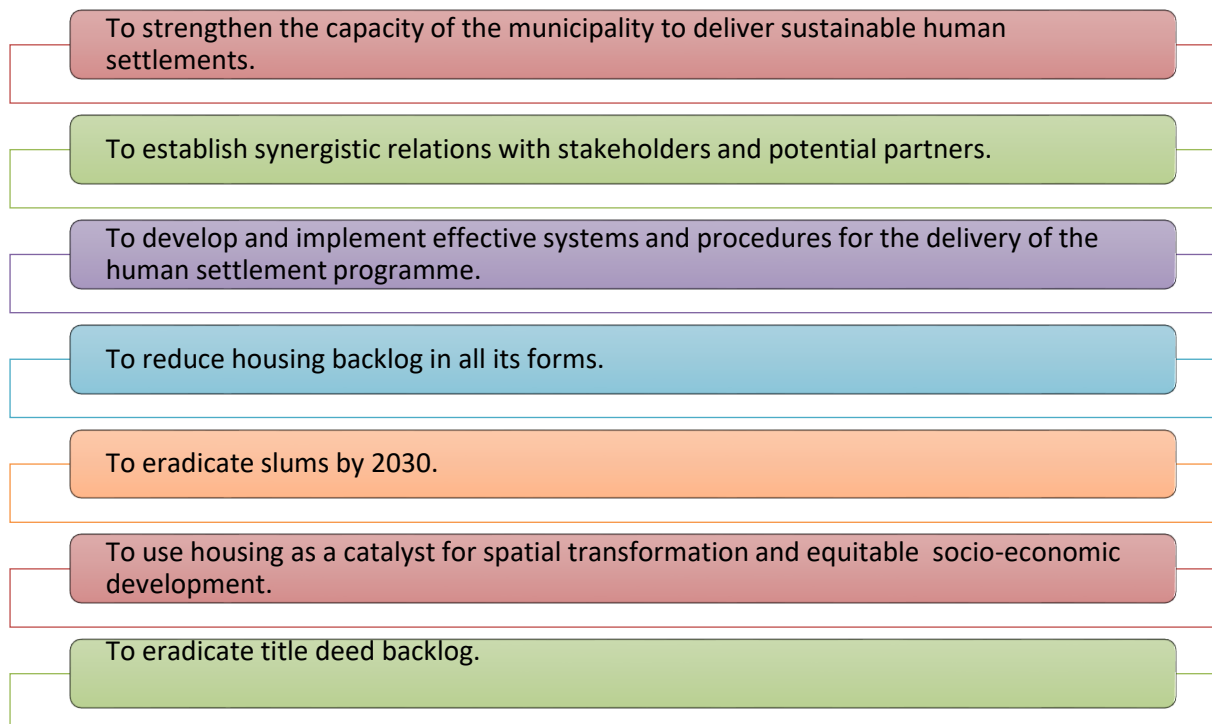 To strengthen the capacity of the municipality to deliver sustainable human
settlements.
To establish synergistic relations with stakeholders and potential partners.
To develop and implement effective systems and procedures for the delivery of the
human settlement programme.
To reduce housing backlog in all its forms.
To eradicate slums by 2030.
To use housing as a catalyst for spatial transformation and equitable  socio-economic
development.
To eradicate title deed backlog.